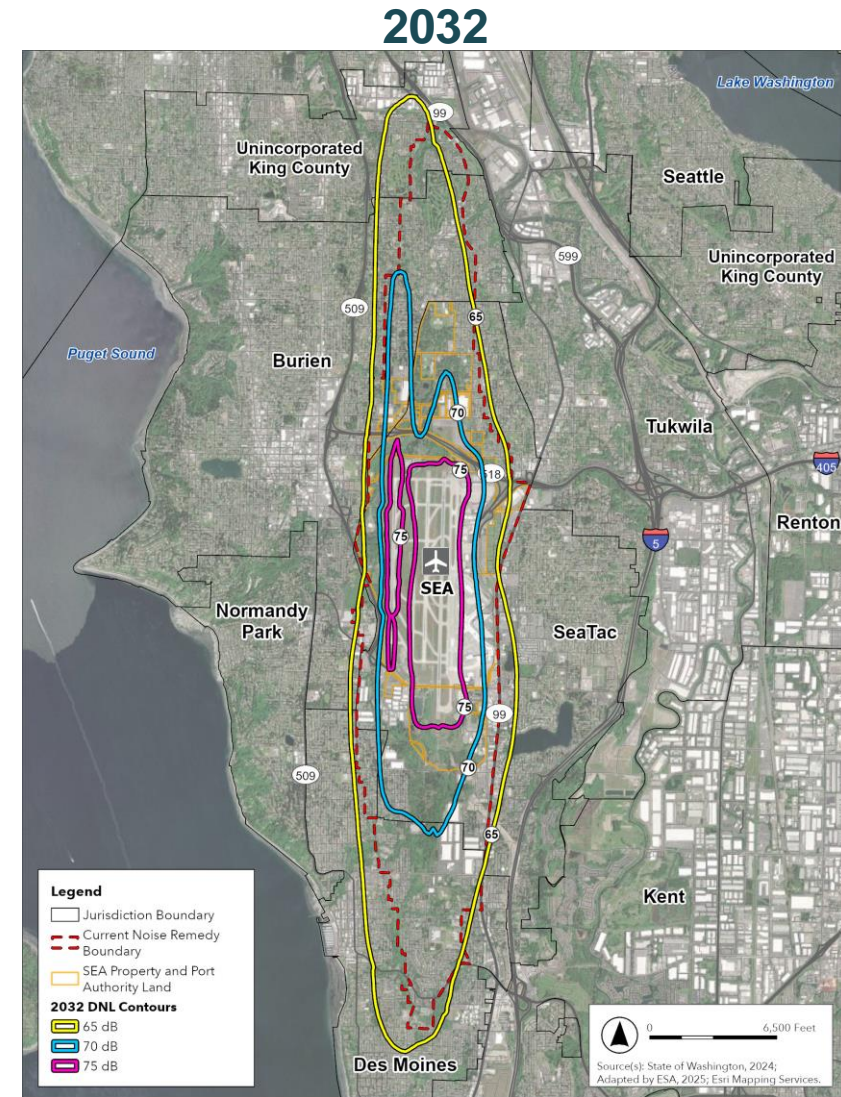 2032
Lake Washington
99
Unincorporated
King County
Seattle
599
Unincorporated
King County
509
65
Puget Sound
Burien
70
Tukwila
75
518
405
Renton
75
5
SEA
Normandy
Park
SeaTac
75
99
70
509
65
Kent
Des Moines
Legend
Jurisdiction Boundary
Current Noise Remedy
Boundary
SEA Property and Port
Authority Land
2032 DNL Contours
65 dB
70 dB
75 dB
0 6,500 Feet
Source(s): State of Washington, 2024;
Adapted by ESA, 2025; Esri Mapping Services.